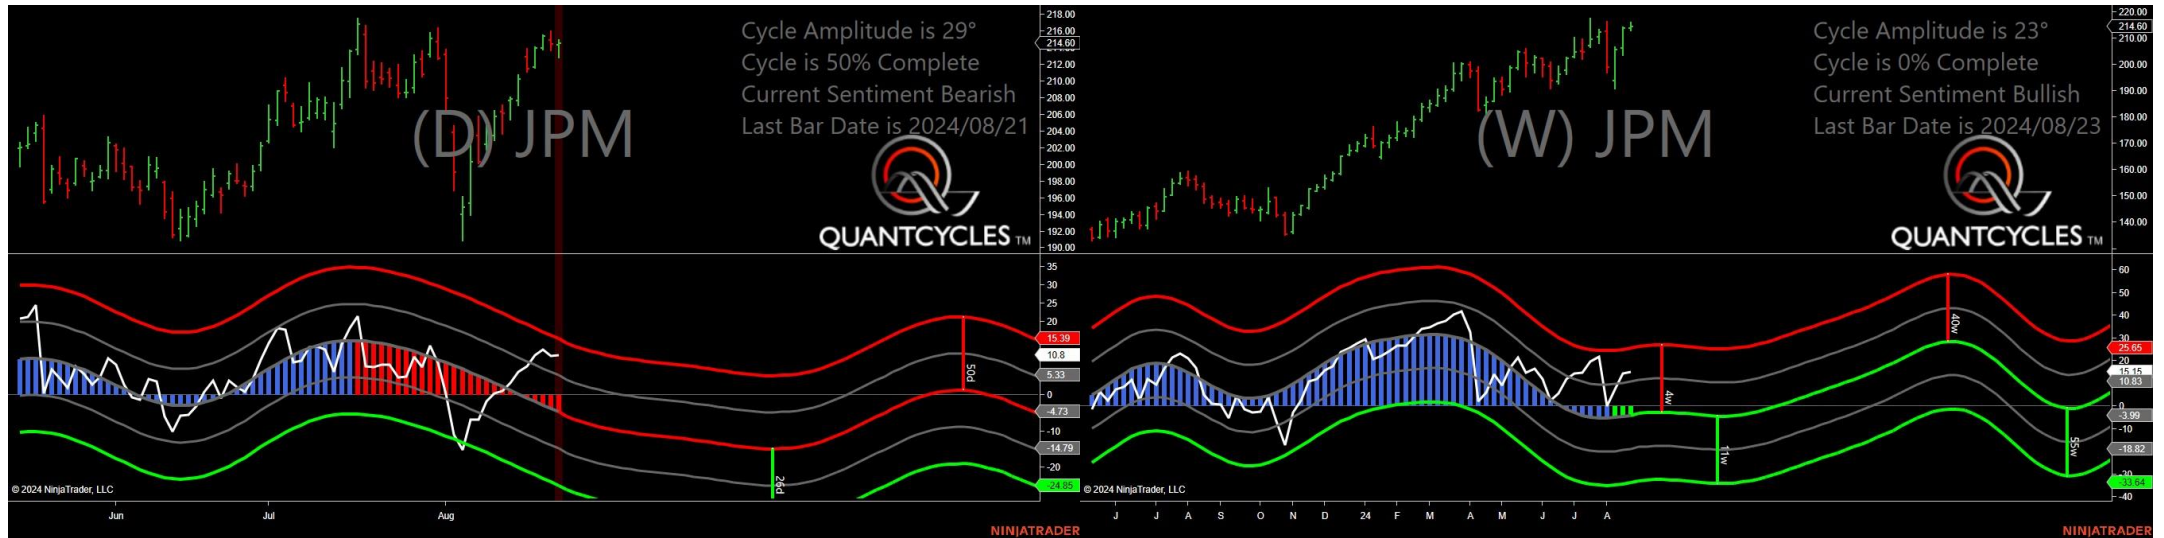 Cycle Amplitude is 29°
Cycle is 50% Complete
Current Sentiment Bearish
Last Bar Date is 2024/08/21
(D) JPM
QUANTCYCLES TM
218.00
216.00
214.60
212.00
210.00
208.00
206.00
204.00
202.00
200.00
198.00
196.00
194.00
192.00
190.00
35
30
25
20
15.39
10.8
5.33
0
-4.73
-10
-14.79
-20
-24.85
50d
26d
© 2024 NinjaTrader, LLC
Jun
Jul
Aug
NINJATRADER
Cycle Amplitude is 23°
Cycle is 0% Complete
Current Sentiment Bullish
Last Bar Date is 2024/08/23
(W) JPM
QUANTCYCLES TM
220.00
214.60
210.00
200.00
190.00
180.00
170.00
160.00
150.00
140.00
60
50
40
30
25.65
20
15.15
10.83
0
-3.99
-10
-18.82
-30
-33.64
-40
4w
11w
40w
55w
© 2024 NinjaTrader, LLC
J
J
A
S
O
N
D
24
F
M
A
M
J
J
A
NINJATRADER